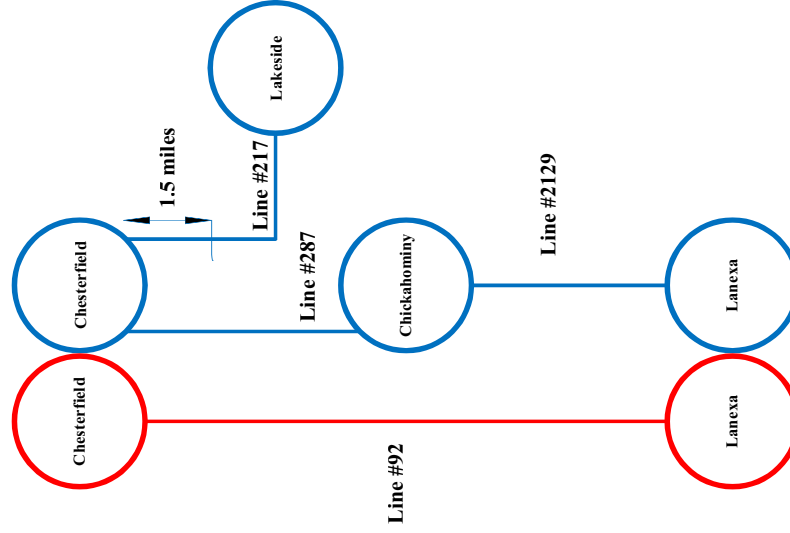 Lakeside
1.5 miles
Line #217
Chesterfield
Line #287
Chickahominy
Line #2129
Lanexa
Chesterfield
Line #92
Lanexa